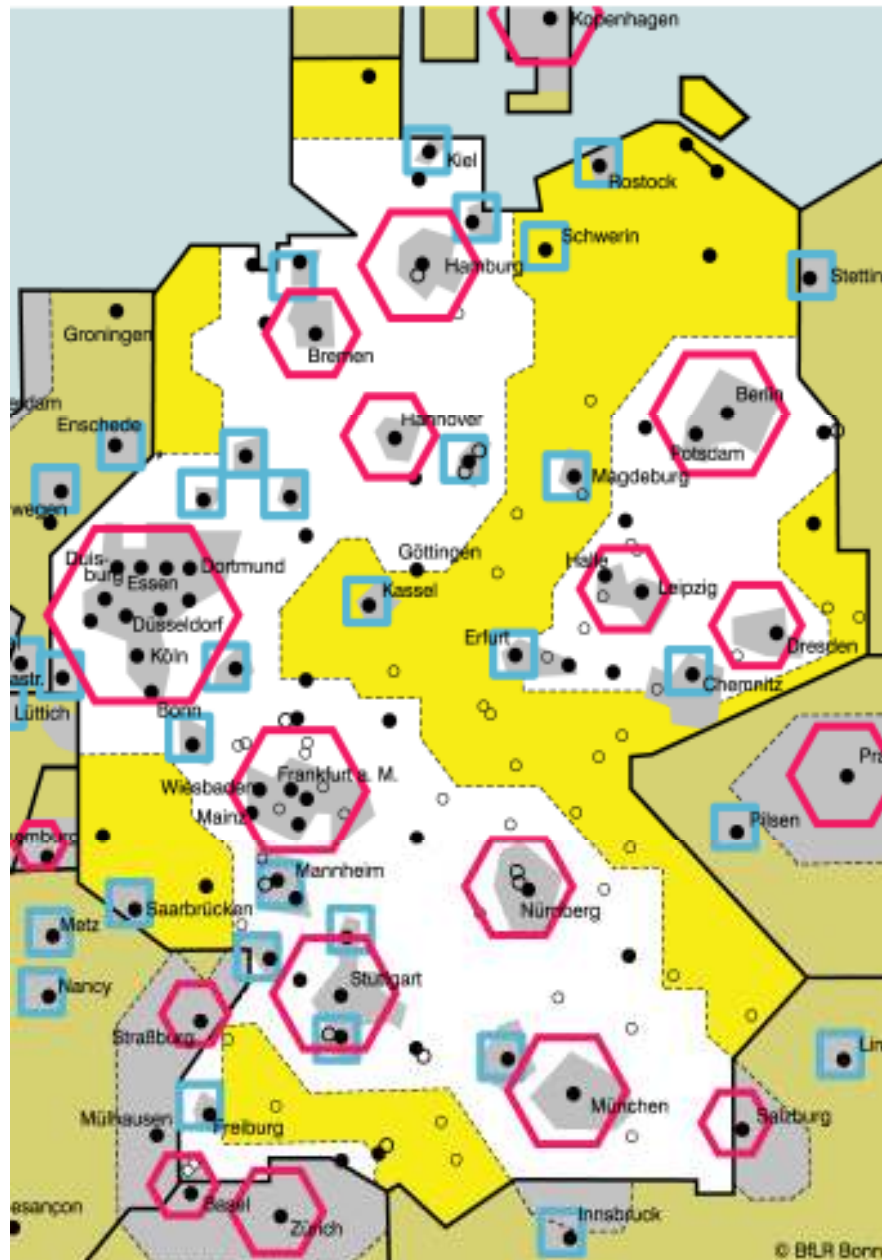 Kopenhagen
Kiel
Rostock
Schwerin
Hamburg
Stettin
Groningen
Bremen
Berlin
Enschede
Hannover
Potsdam
Magdeburg
Göttingen
Duis-
burg
Essen
Dortmund
Halle
Leipzig
Kassel
Düsseldorf
Erfurt
Dresden
Köln
Chemnitz
Lüttich
Bonn
Frankfurt a. M.
Wiesbaden
Mainz
Pilsen
Mannheim
Nürnberg
Saarbrücken
Metz
Nancy
Stuttgart
Straßburg
München
Salzburg
Mülhausen
Freiburg
Basel
Zürich
Innsbruck
© BfLR Bonn